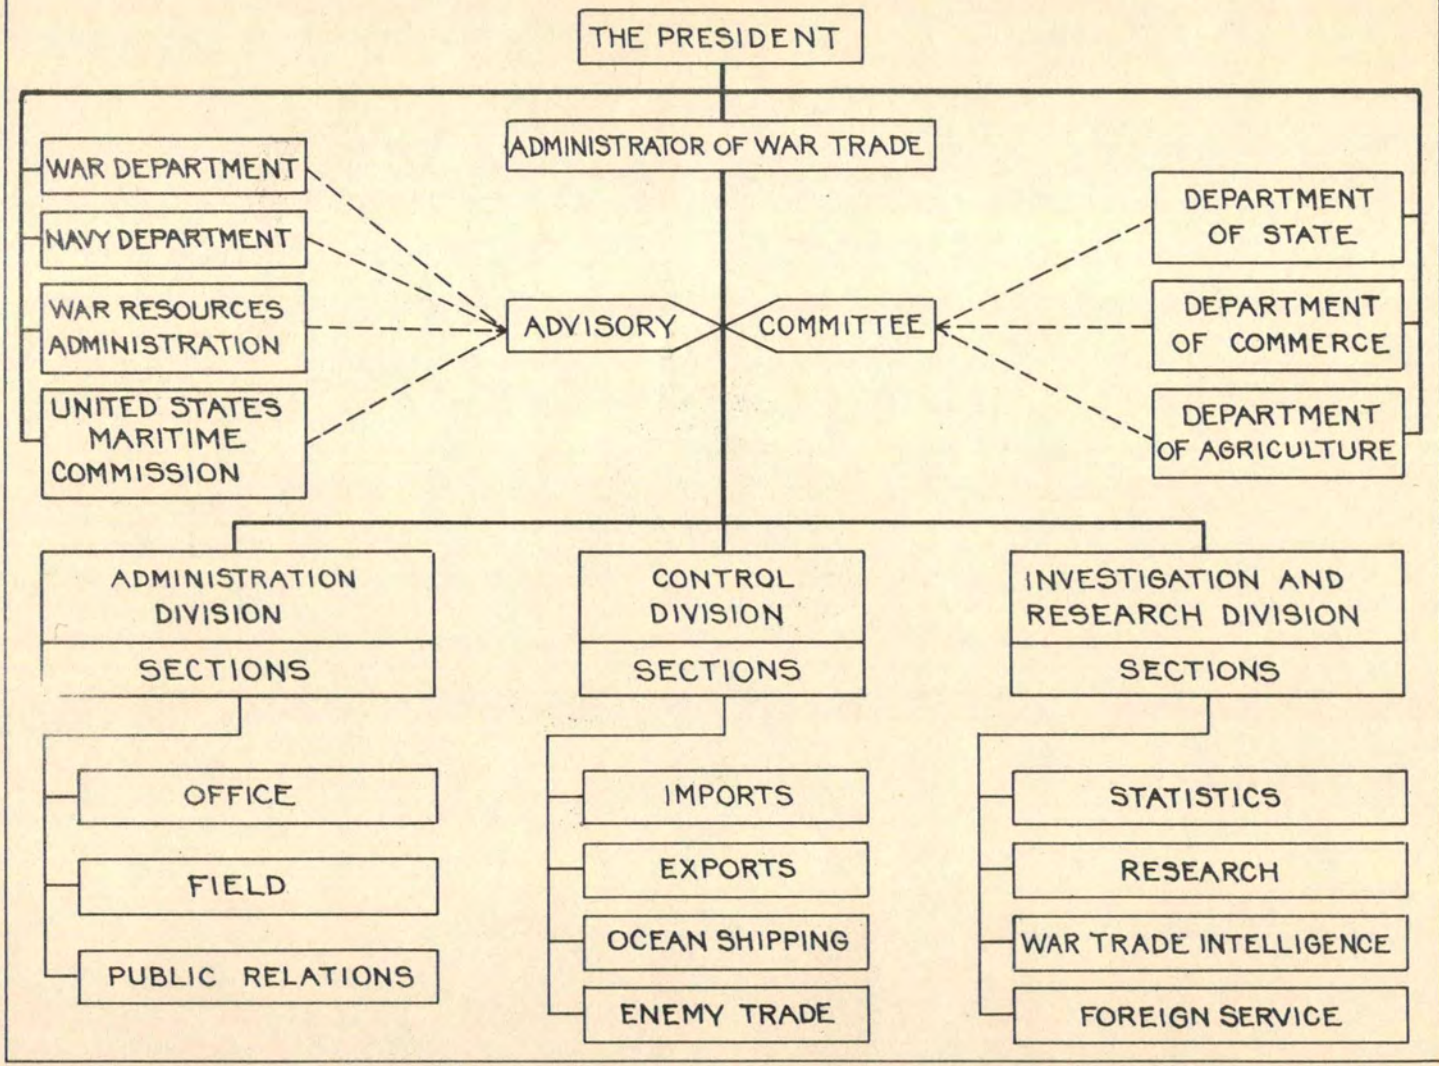 THE PRESIDENT
ADMINISTRATOR OF WAR TRADE
WAR DEPARTMENT
NAVY DEPARTMENT
WAR RESOURCES
ADMINISTRATION
UNITED STATES
MARITIME
COMMISSION
ADVISORY
COMMITTEE
DEPARTMENT
OF STATE
DEPARTMENT
OF COMMERCE
DEPARTMENT
OF AGRICULTURE
ADMINISTRATION
DIVISION
SECTIONS
OFFICE
FIELD
PUBLIC RELATIONS
CONTROL
DIVISION
SECTIONS
IMPORTS
EXPORTS
OCEAN SHIPPING
ENEMY TRADE
INVESTIGATION AND
RESEARCH DIVISION
SECTIONS
STATISTICS
RESEARCH
WAR TRADE INTELLIGENCE
FOREIGN SERVICE